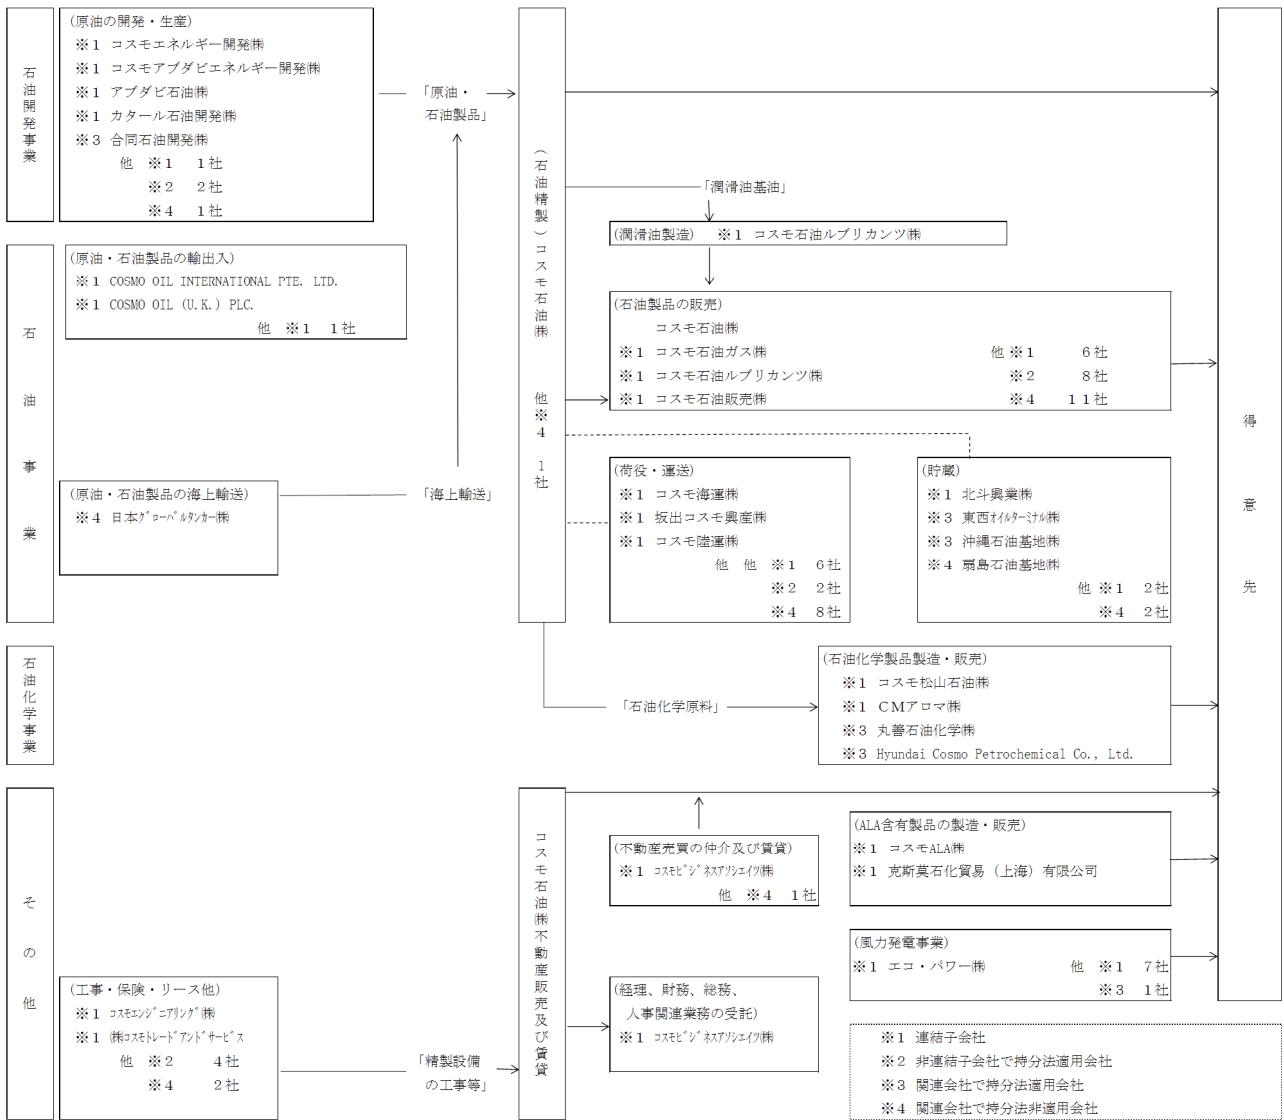 石油開発事業
(原油の開発・生産)
※１ コスモエネルギー開発㈱
※１ コスモアブダビエネルギー開発㈱
※１ アブダビ石油㈱
※１ カタール石油開発㈱
※３ 合同石油開発㈱
他 ※１ １社
※２ ２社
※４ １社
「原油・
石油製品」
(石油精製)コスモ石油㈱ 他※４ １社
「潤滑油基油」
(潤滑油製造) ※１ コスモ石油ルブリカンツ㈱
石油事業
(原油・石油製品の輸出入)
※１ COSMO OIL INTERNATIONAL PTE. LTD.
※１ COSMO OIL (U.K.) PLC.
他 ※１ １社
(石油製品の販売)
コスモ石油㈱
※１ コスモ石油ガス㈱ 他 ※１ ６社
※１ コスモ石油ルブリカンツ㈱ ※２ ８社
※１ コスモ石油販売㈱ ※４ １１社
得意先
(原油・石油製品の海上輸送)
※４ 日本ｸﾞﾛｰﾊﾞﾙﾀﾝｶｰ㈱
「海上輸送」
(荷役・運送)
※１ コスモ海運㈱
※１ 坂出コスモ興産㈱
※１ コスモ陸運㈱
他 他 ※１ ６社
※２ ２社
※４ ８社
(貯蔵)
※１ 北斗興業㈱
※３ 東西ｵｲﾙﾀｰﾐﾅﾙ㈱
※３ 沖縄石油基地㈱
※４ 扇島石油基地㈱
他 ※１ ２社
※４ ２社
石油化学事業
「石油化学原料」
(石油化学製品製造・販売)
※１ コスモ松山石油㈱
※１ ＣＭアロマ㈱
※３ 丸善石油化学㈱
※３ Hyundai Cosmo Petrochemical Co., Ltd.
その他
コスモ石油㈱不動産販売及び賃貸
(不動産売買の仲介及び賃貸)
※１ ｺｽﾓﾋﾞｼﾞﾈｽｱｿｼｴｲﾂ㈱
他 ※４ １社
(ALA含有製品の製造・販売)
※１ コスモALA㈱
※１ 克斯莫石化貿易（上海）有限公司
(風力発電事業)
※１ エコ・パワー㈱ 他 ※１ ７社
※３ １社
(工事・保険・リース他)
※１ ｺｽﾓｴﾝｼﾞﾆｱﾘﾝｸﾞ㈱
※１ ㈱ｺｽﾓﾄﾚｰﾄﾞｱﾝﾄﾞｻｰﾋﾞｽ
他 ※２ ４社
※４ ２社
「精製設備
の工事等」
(経理、財務、総務、
人事関連業務の受託)
※１ ｺｽﾓﾋﾞｼﾞﾈｽｱｿｼｴｲﾂ㈱
※１ 連結子会社
※２ 非連結子会社で持分法適用会社
※３ 関連会社で持分法適用会社
※４ 関連会社で持分法非適用会社